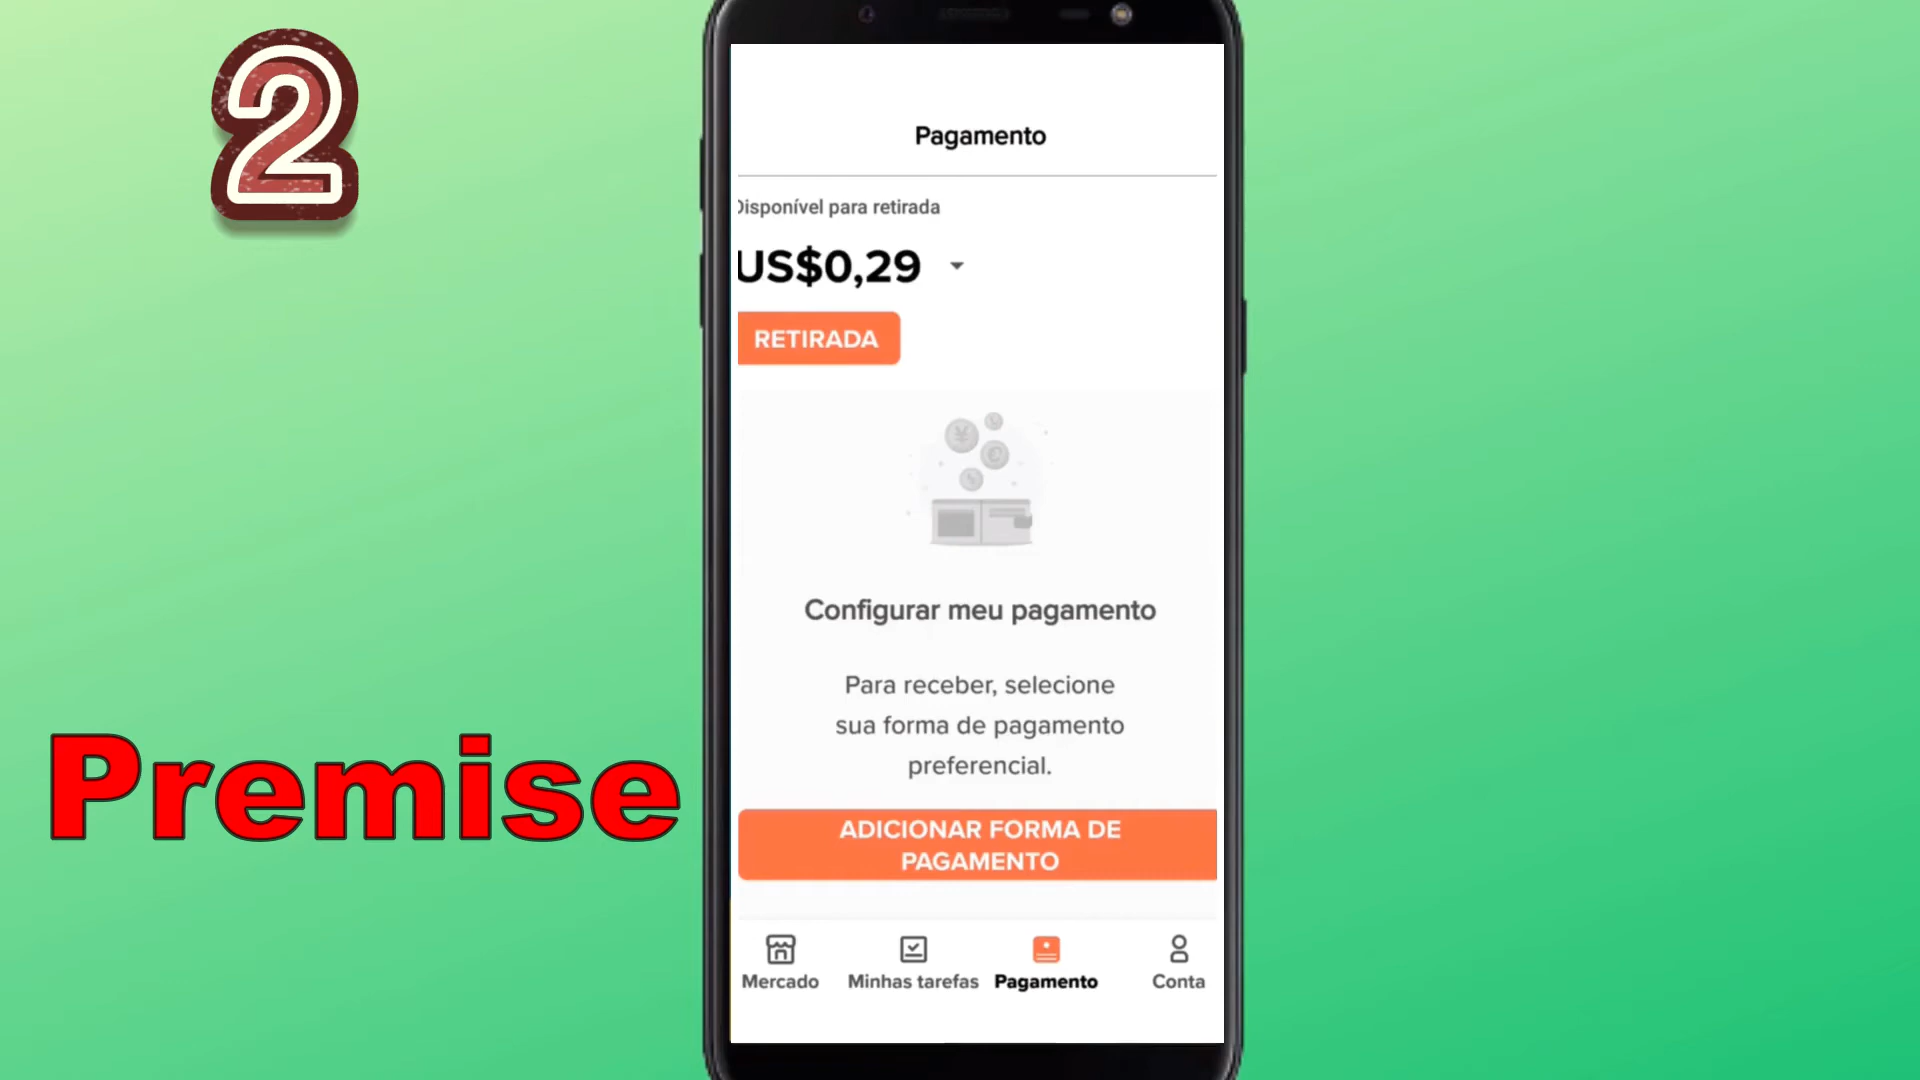 2
Pagamento
Disponível para retirada
US$0,29
RETIRADA
Configurar meu pagamento
Para receber, selecione
sua forma de pagamento
preferencial.
Premise
ADICIONAR FORMA DE
PAGAMENTO
Mercado
Minhas tarefas
Pagamento
Conta